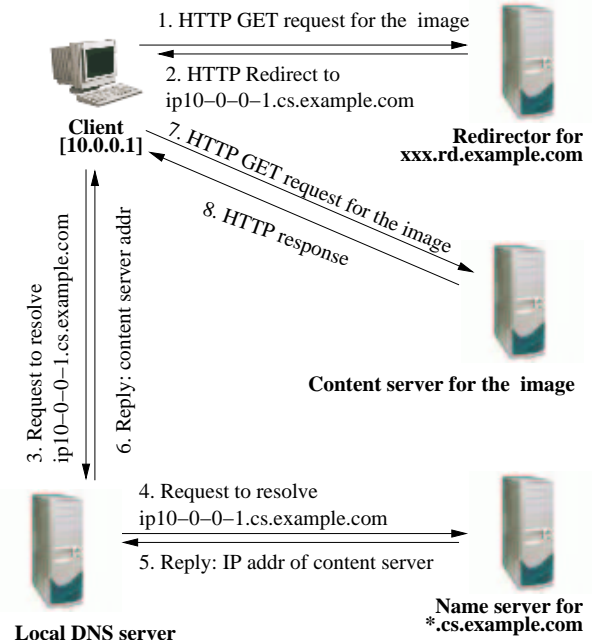 1. HTTP GET request for the image
2. HTTP Redirect to
ip10–0–0–1.cs.example.com
Client
[10.0.0.1]
Redirector for
xxx.rd.example.com
7. HTTP GET request for the image
8. HTTP response
3. Request to resolve
ip10–0–0–1.cs.example.com
6. Reply: content server addr
Content server for the image
4. Request to resolve
ip10–0–0–1.cs.example.com
5. Reply: IP addr of content server
Local DNS server
Name server for
*.cs.example.com